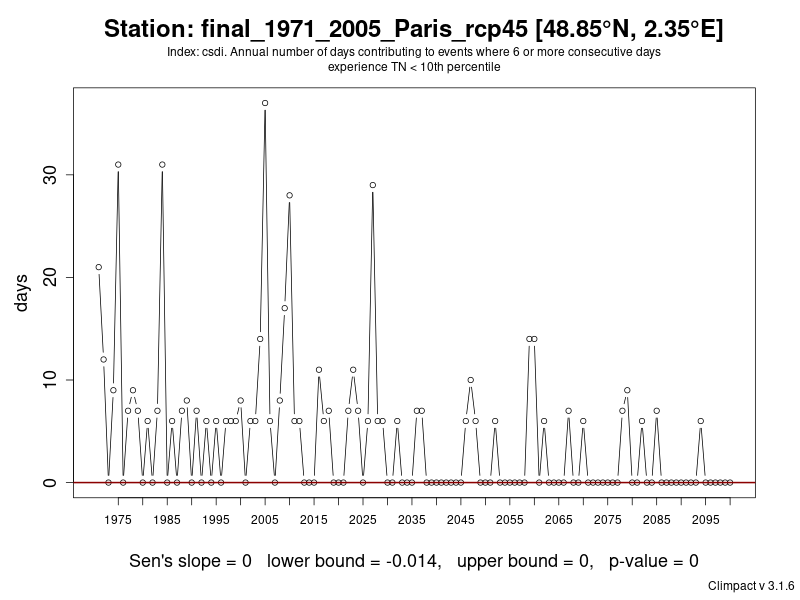 Station: final_1971_2005_Paris_rcp45 [48.85°N, 2.35°E]
Index: csdi. Annual number of days contributing to events where 6 or more consecutive days
experience TN < 10th percentile
days
30
20
10
0
1975 1985 1995 2005 2015 2025 2035 2045 2055 2065 2075 2085 2095
Sen's slope = 0 lower bound = -0.014, upper bound = 0, p-value = 0
Climpact v 3.1.6